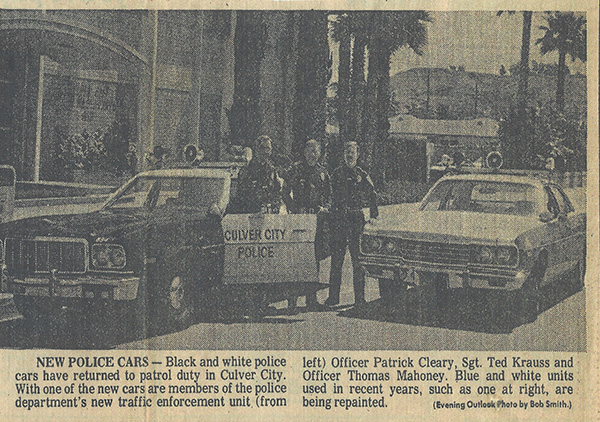 CULVER CITY
POLICE
NEW POLICE CARS — Black and white police
cars have returned to patrol duty in Culver City.
With one of the new cars are members of the police
department's new traffic enforcement unit (from
left) Officer Patrick Cleary, Sgt. Ted Krauss and
Officer Thomas Mahoney. Blue and white units
used in recent years, such as one at right, are
being repainted.
(Evening Outlook Photo by Bob Smith.)